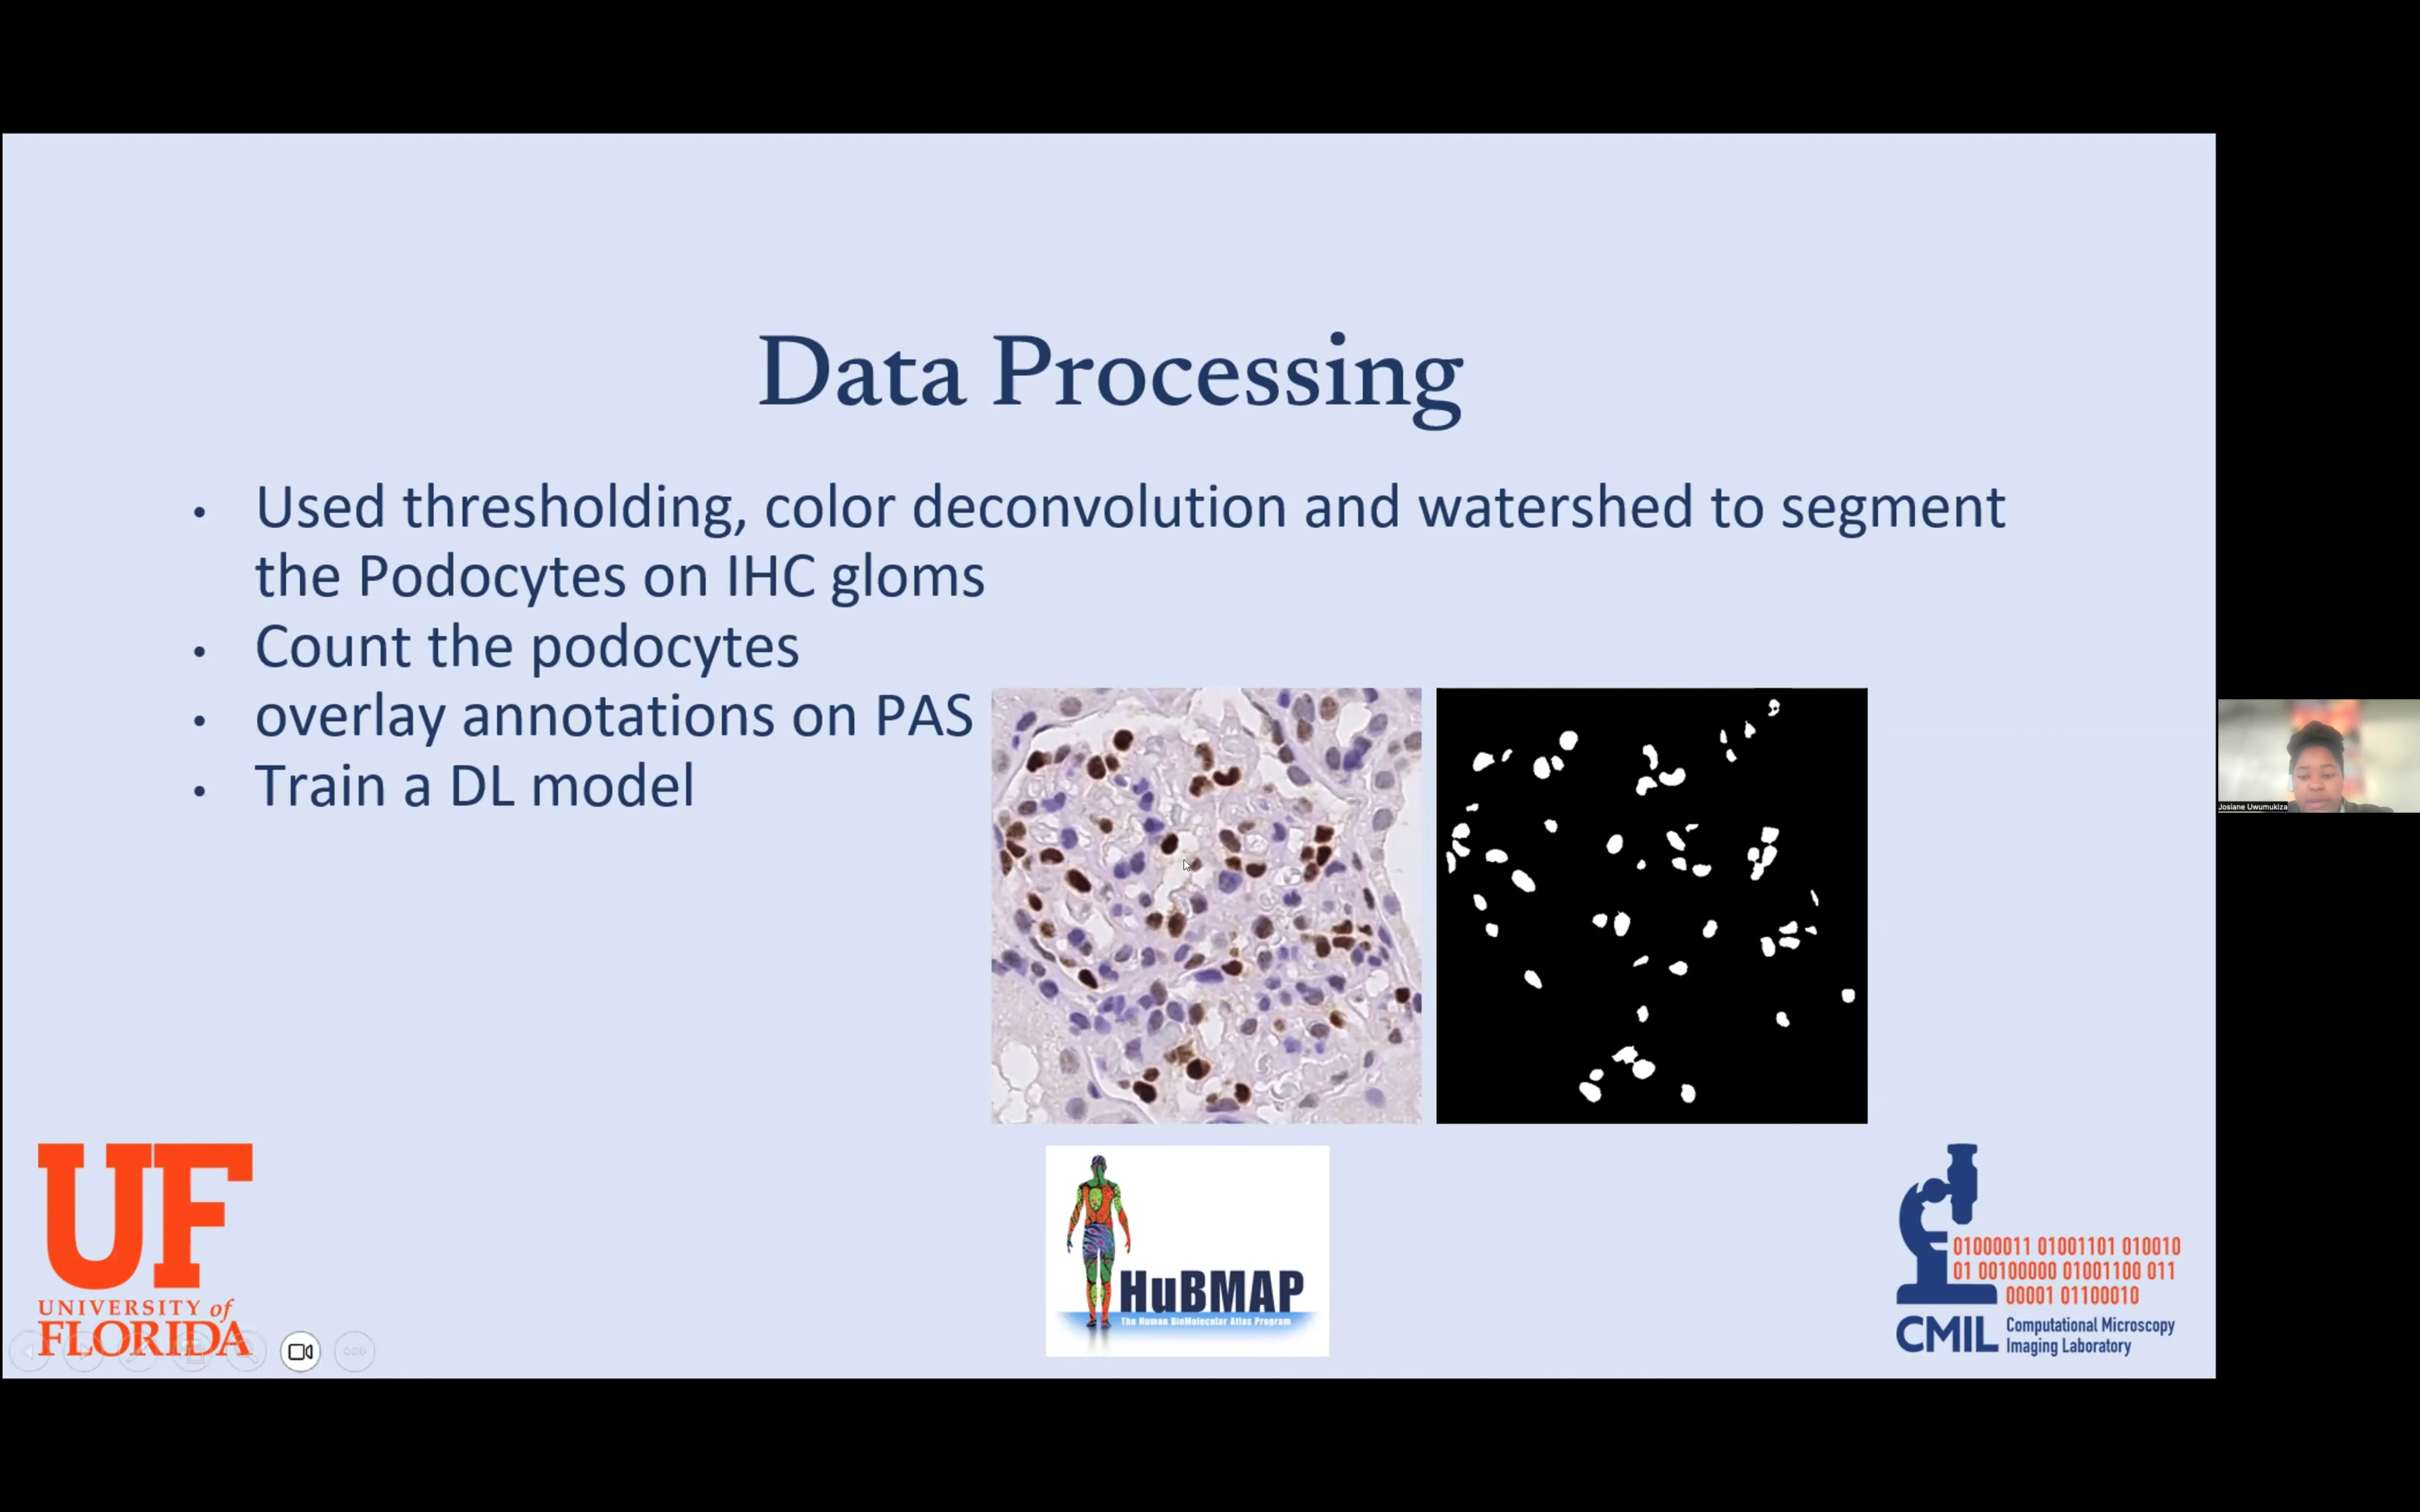 Data Processing
• Used thresholding, color deconvolution and watershed to segment
the Podocytes on IHC gloms
• Count the podocytes
• overlay annotations on PAS
• Train a DL model
Josiane Uwumukiza
UF
UNIVERSITY of
FLORIDA
HuBMAP
The Human BioMolecular Atlas Program
01000011 01001101 010010
01 00100000 01001100 011
00001 01100010
CMIL Computational Microscopy
Imaging Laboratory